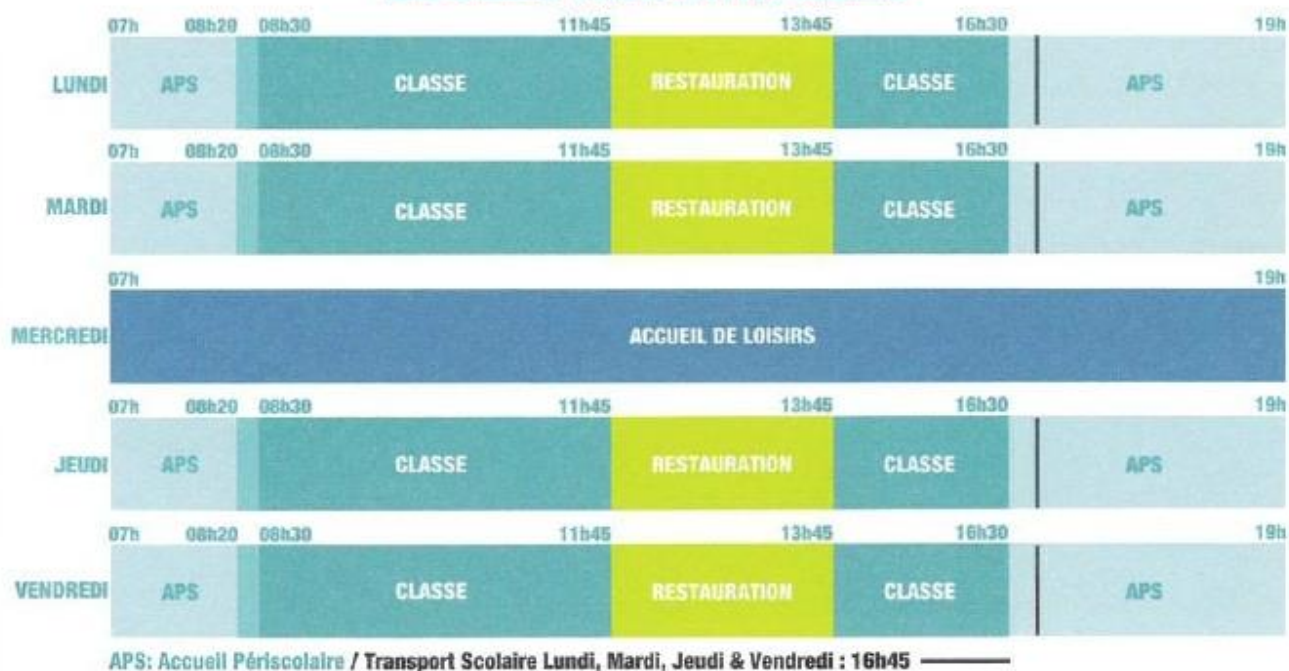 07h 08h20 08h30 11h45 13h45 16h30 19h
LUNDI APS CLASSE RESTAURATION CLASSE APS
07h 08h20 08h30 11h45 13h45 16h30 19h
MARDI APS CLASSE RESTAURATION CLASSE APS
07h 19h
MERCREDI ACCUEIL DE LOISIRS
07h 08h20 08h30 11h45 13h45 16h30 19h
JEUDI APS CLASSE RESTAURATION CLASSE APS
07h 08h20 08h30 11h45 13h45 16h30 19h
VENDREDI APS CLASSE RESTAURATION CLASSE APS
APS: Accueil Périscolaire / Transport Scolaire Lundi, Mardi, Jeudi & Vendredi : 16h45